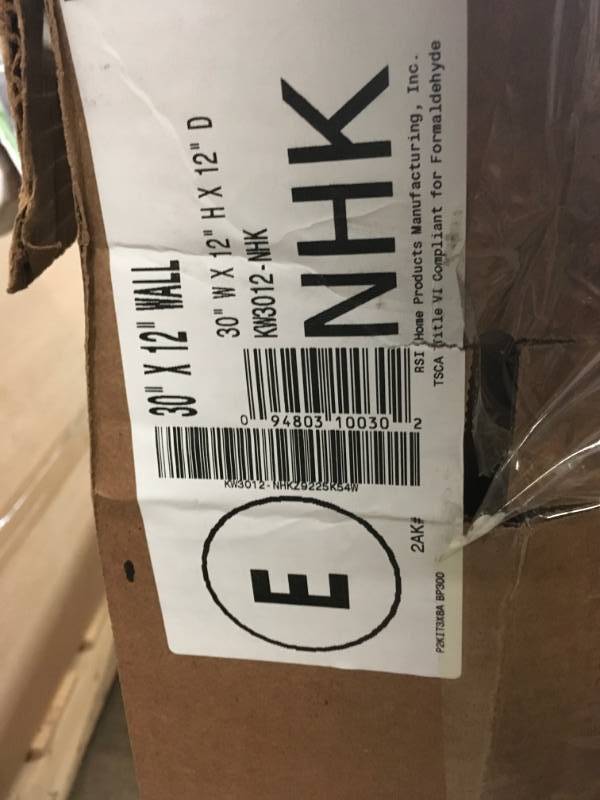 30" X 12" WALL
30" W X 12" H X 12" D
KW3012-NHK
NHK
0 94803 10030 2
KW3012-NHKZ9225K54W
E
RSI Home Products Manufacturing, Inc.
TSCA Title VI Compliant for Formaldehyde
2AK#
P2KIT3X8A BP300